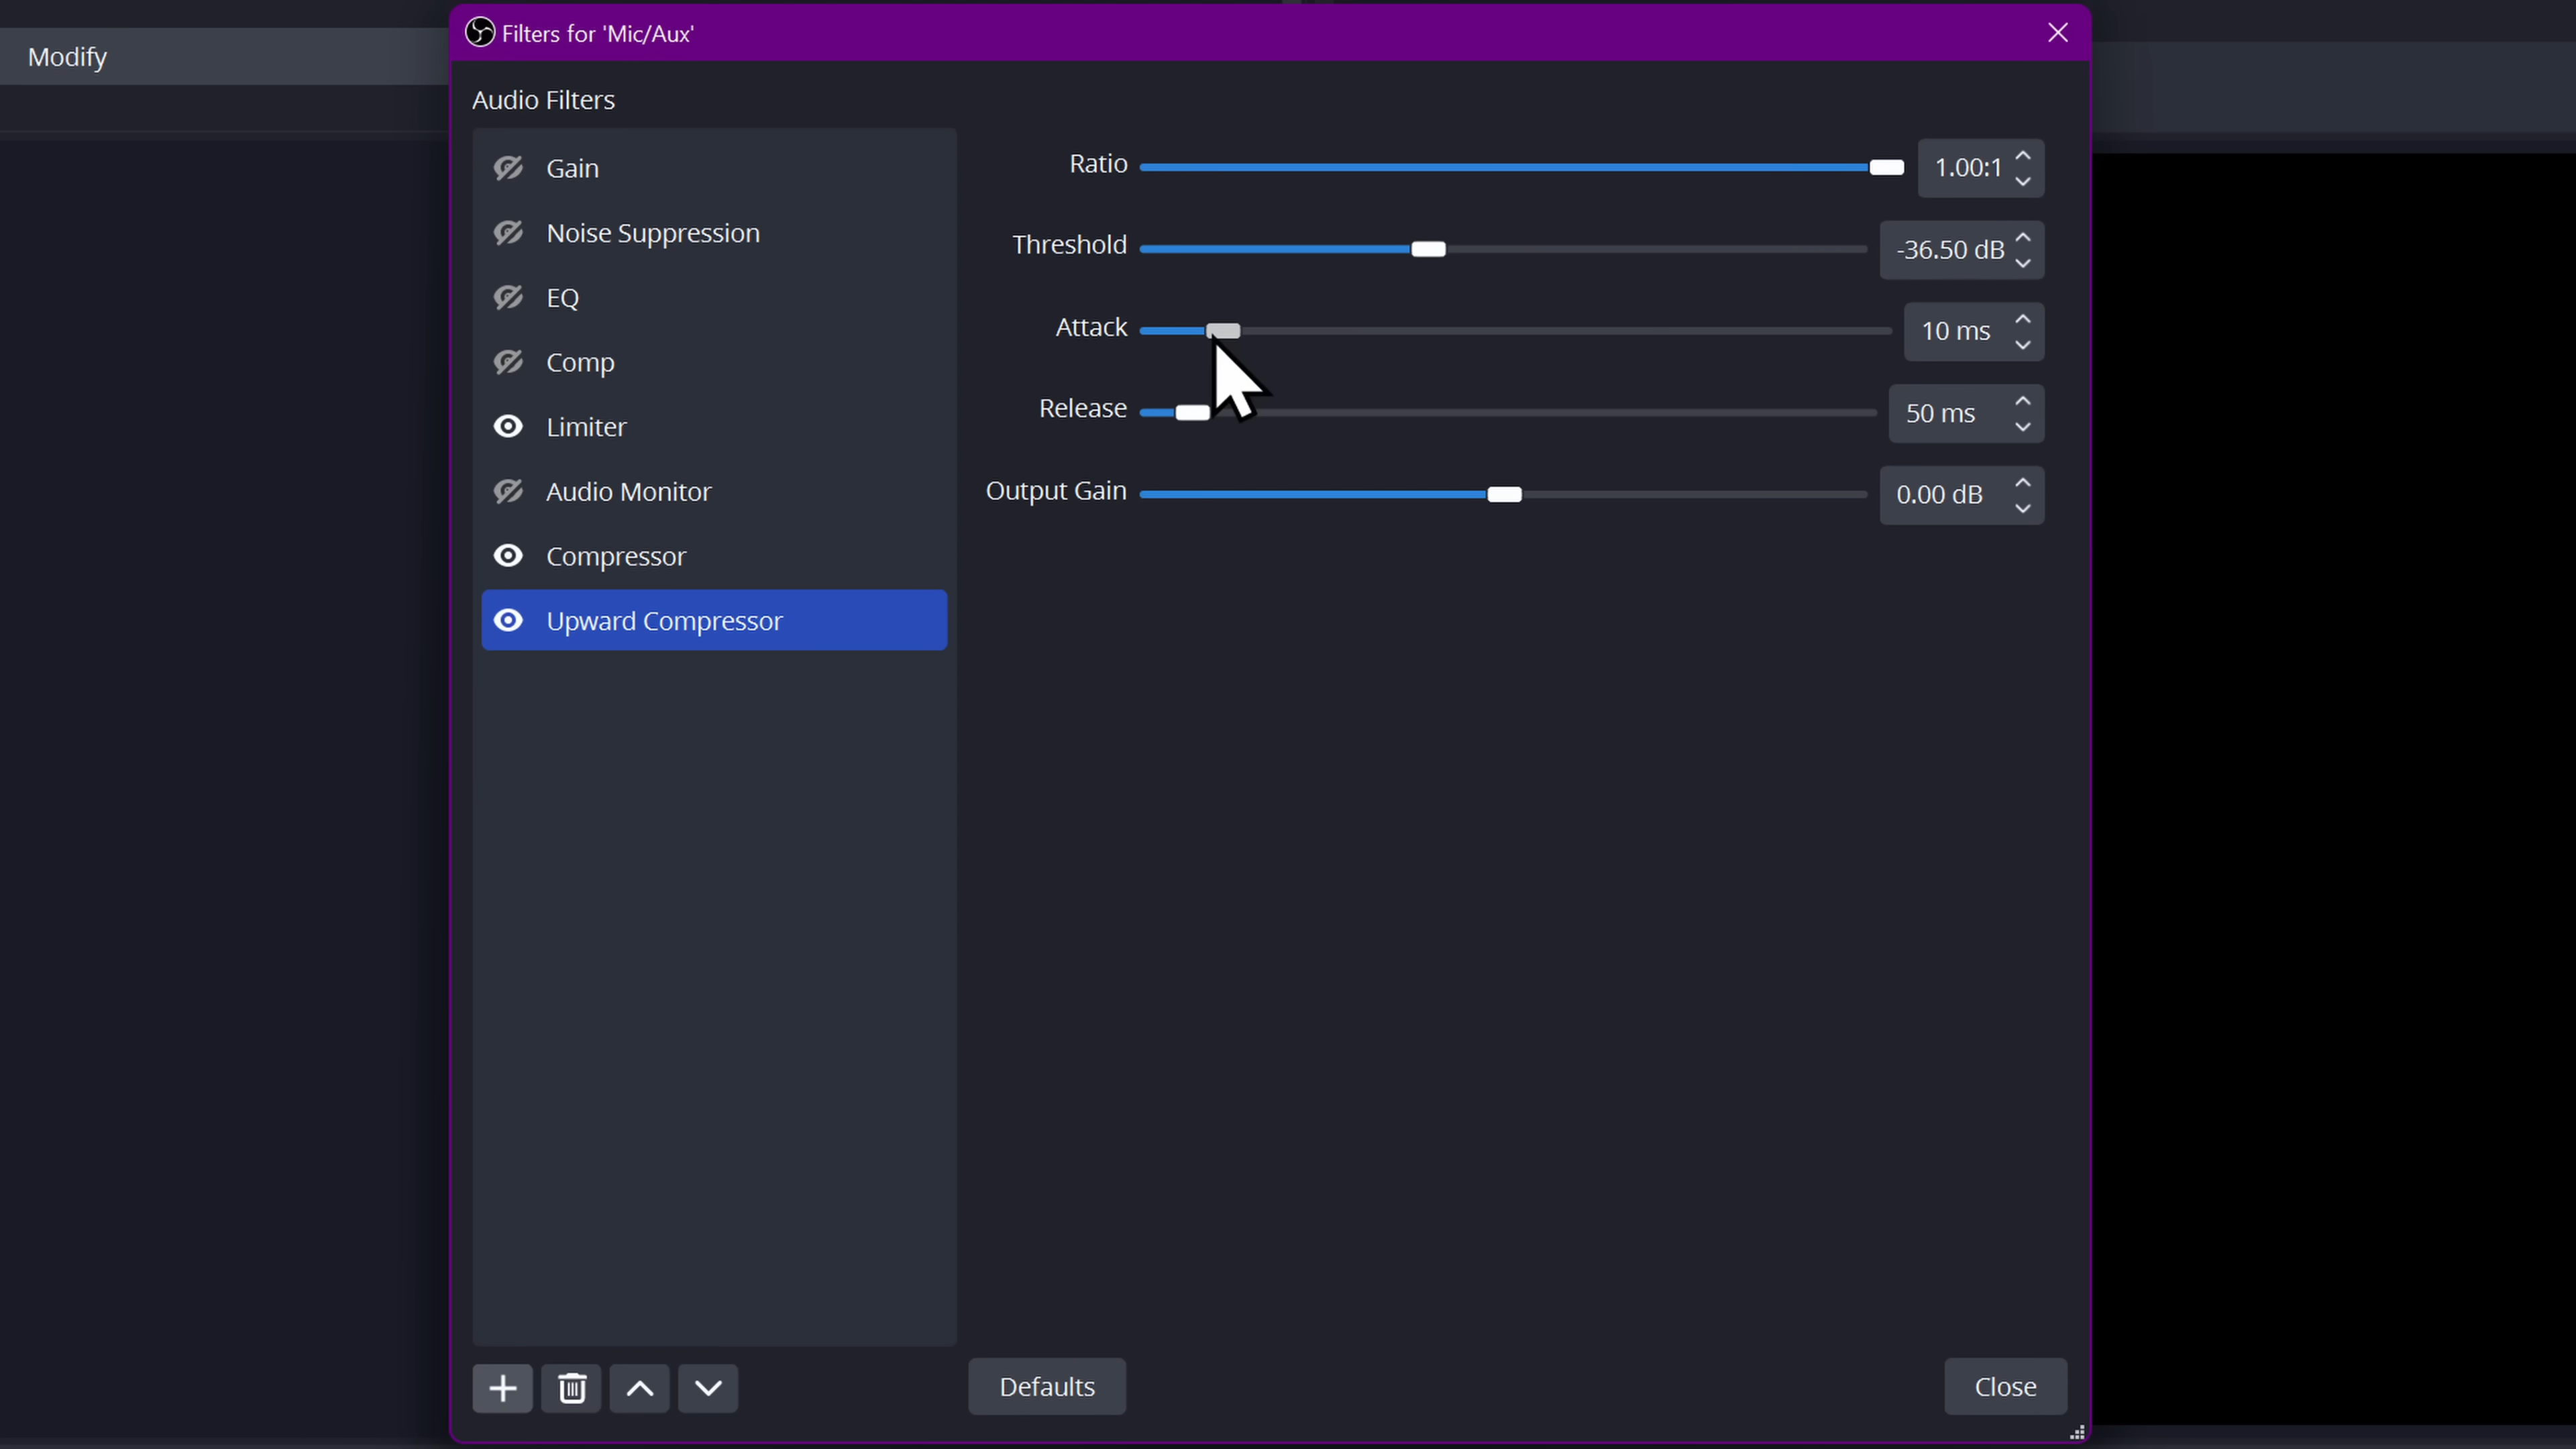 Modify
Filters for 'Mic/Aux'
Audio Filters
Gain
Noise Suppression
EQ
Comp
Limiter
Audio Monitor
Compressor
Upward Compressor
Ratio 1.00:1
Threshold -36.50 dB
Attack 10 ms
Release 50 ms
Output Gain 0.00 dB
Defaults
Close